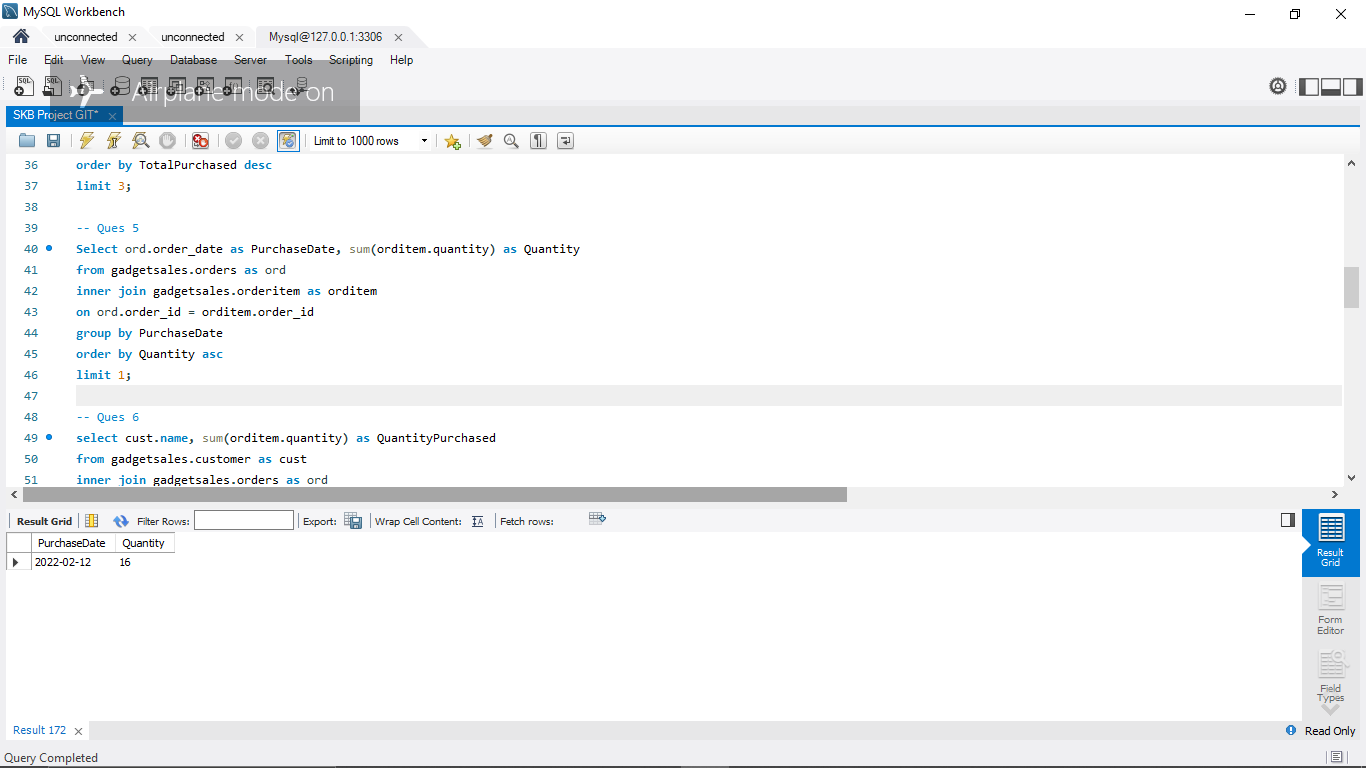 MySQL Workbench
unconnected
unconnected
Mysql@127.0.0.1:3306
File Edit View Query Database Server Tools Scripting Help
Airplane mode on
SKB Project GIT*
Limit to 1000 rows
36 order by TotalPurchased desc
37 limit 3;
38
39 -- Ques 5
40 Select ord.order_date as PurchaseDate, sum(orditem.quantity) as Quantity
41 from gadgetsales.orders as ord
42 inner join gadgetsales.orderitem as orditem
43 on ord.order_id = orditem.order_id
44 group by PurchaseDate
45 order by Quantity asc
46 limit 1;
47
48 -- Ques 6
49 select cust.name, sum(orditem.quantity) as QuantityPurchased
50 from gadgetsales.customer as cust
51 inner join gadgetsales.orders as ord
Result Grid Filter Rows: Export: Wrap Cell Content: Fetch rows:
PurchaseDate Quantity
2022-02-12 16
Result
Grid
Form
Editor
Field
Types
Result 172
Read Only
Query Completed